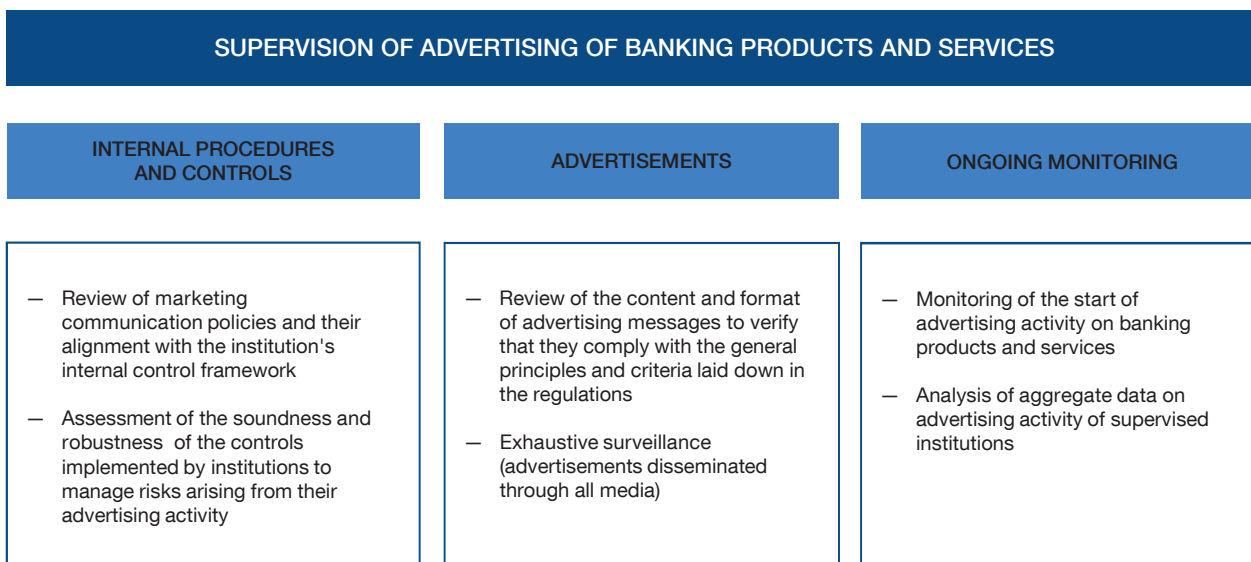 SUPERVISION OF ADVERTISING OF BANKING PRODUCTS AND SERVICES
INTERNAL PROCEDURES
AND CONTROLS
— Review of marketing
communication policies and their
alignment with the institution's
internal control framework
— Assessment of the soundness and
robustness of the controls
implemented by institutions to
manage risks arising from their
advertising activity
ADVERTISEMENTS
— Review of the content and format
of advertising messages to verify
that they comply with the general
principles and criteria laid down in
the regulations
— Exhaustive surveillance
(advertisements disseminated
through all media)
ONGOING MONITORING
— Monitoring of the start of
advertising activity on banking
products and services
— Analysis of aggregate data on
advertising activity of supervised
institutions